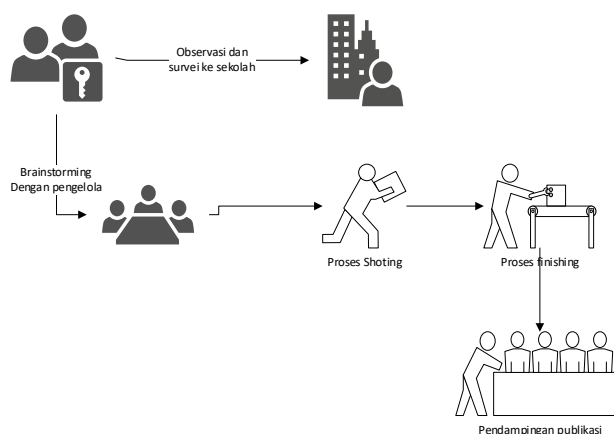 Observasi dan
survei ke sekolah
Brainstorming
Dengan pengelola
Proses Shoting
Proses finishing
Pendampingan publikasi